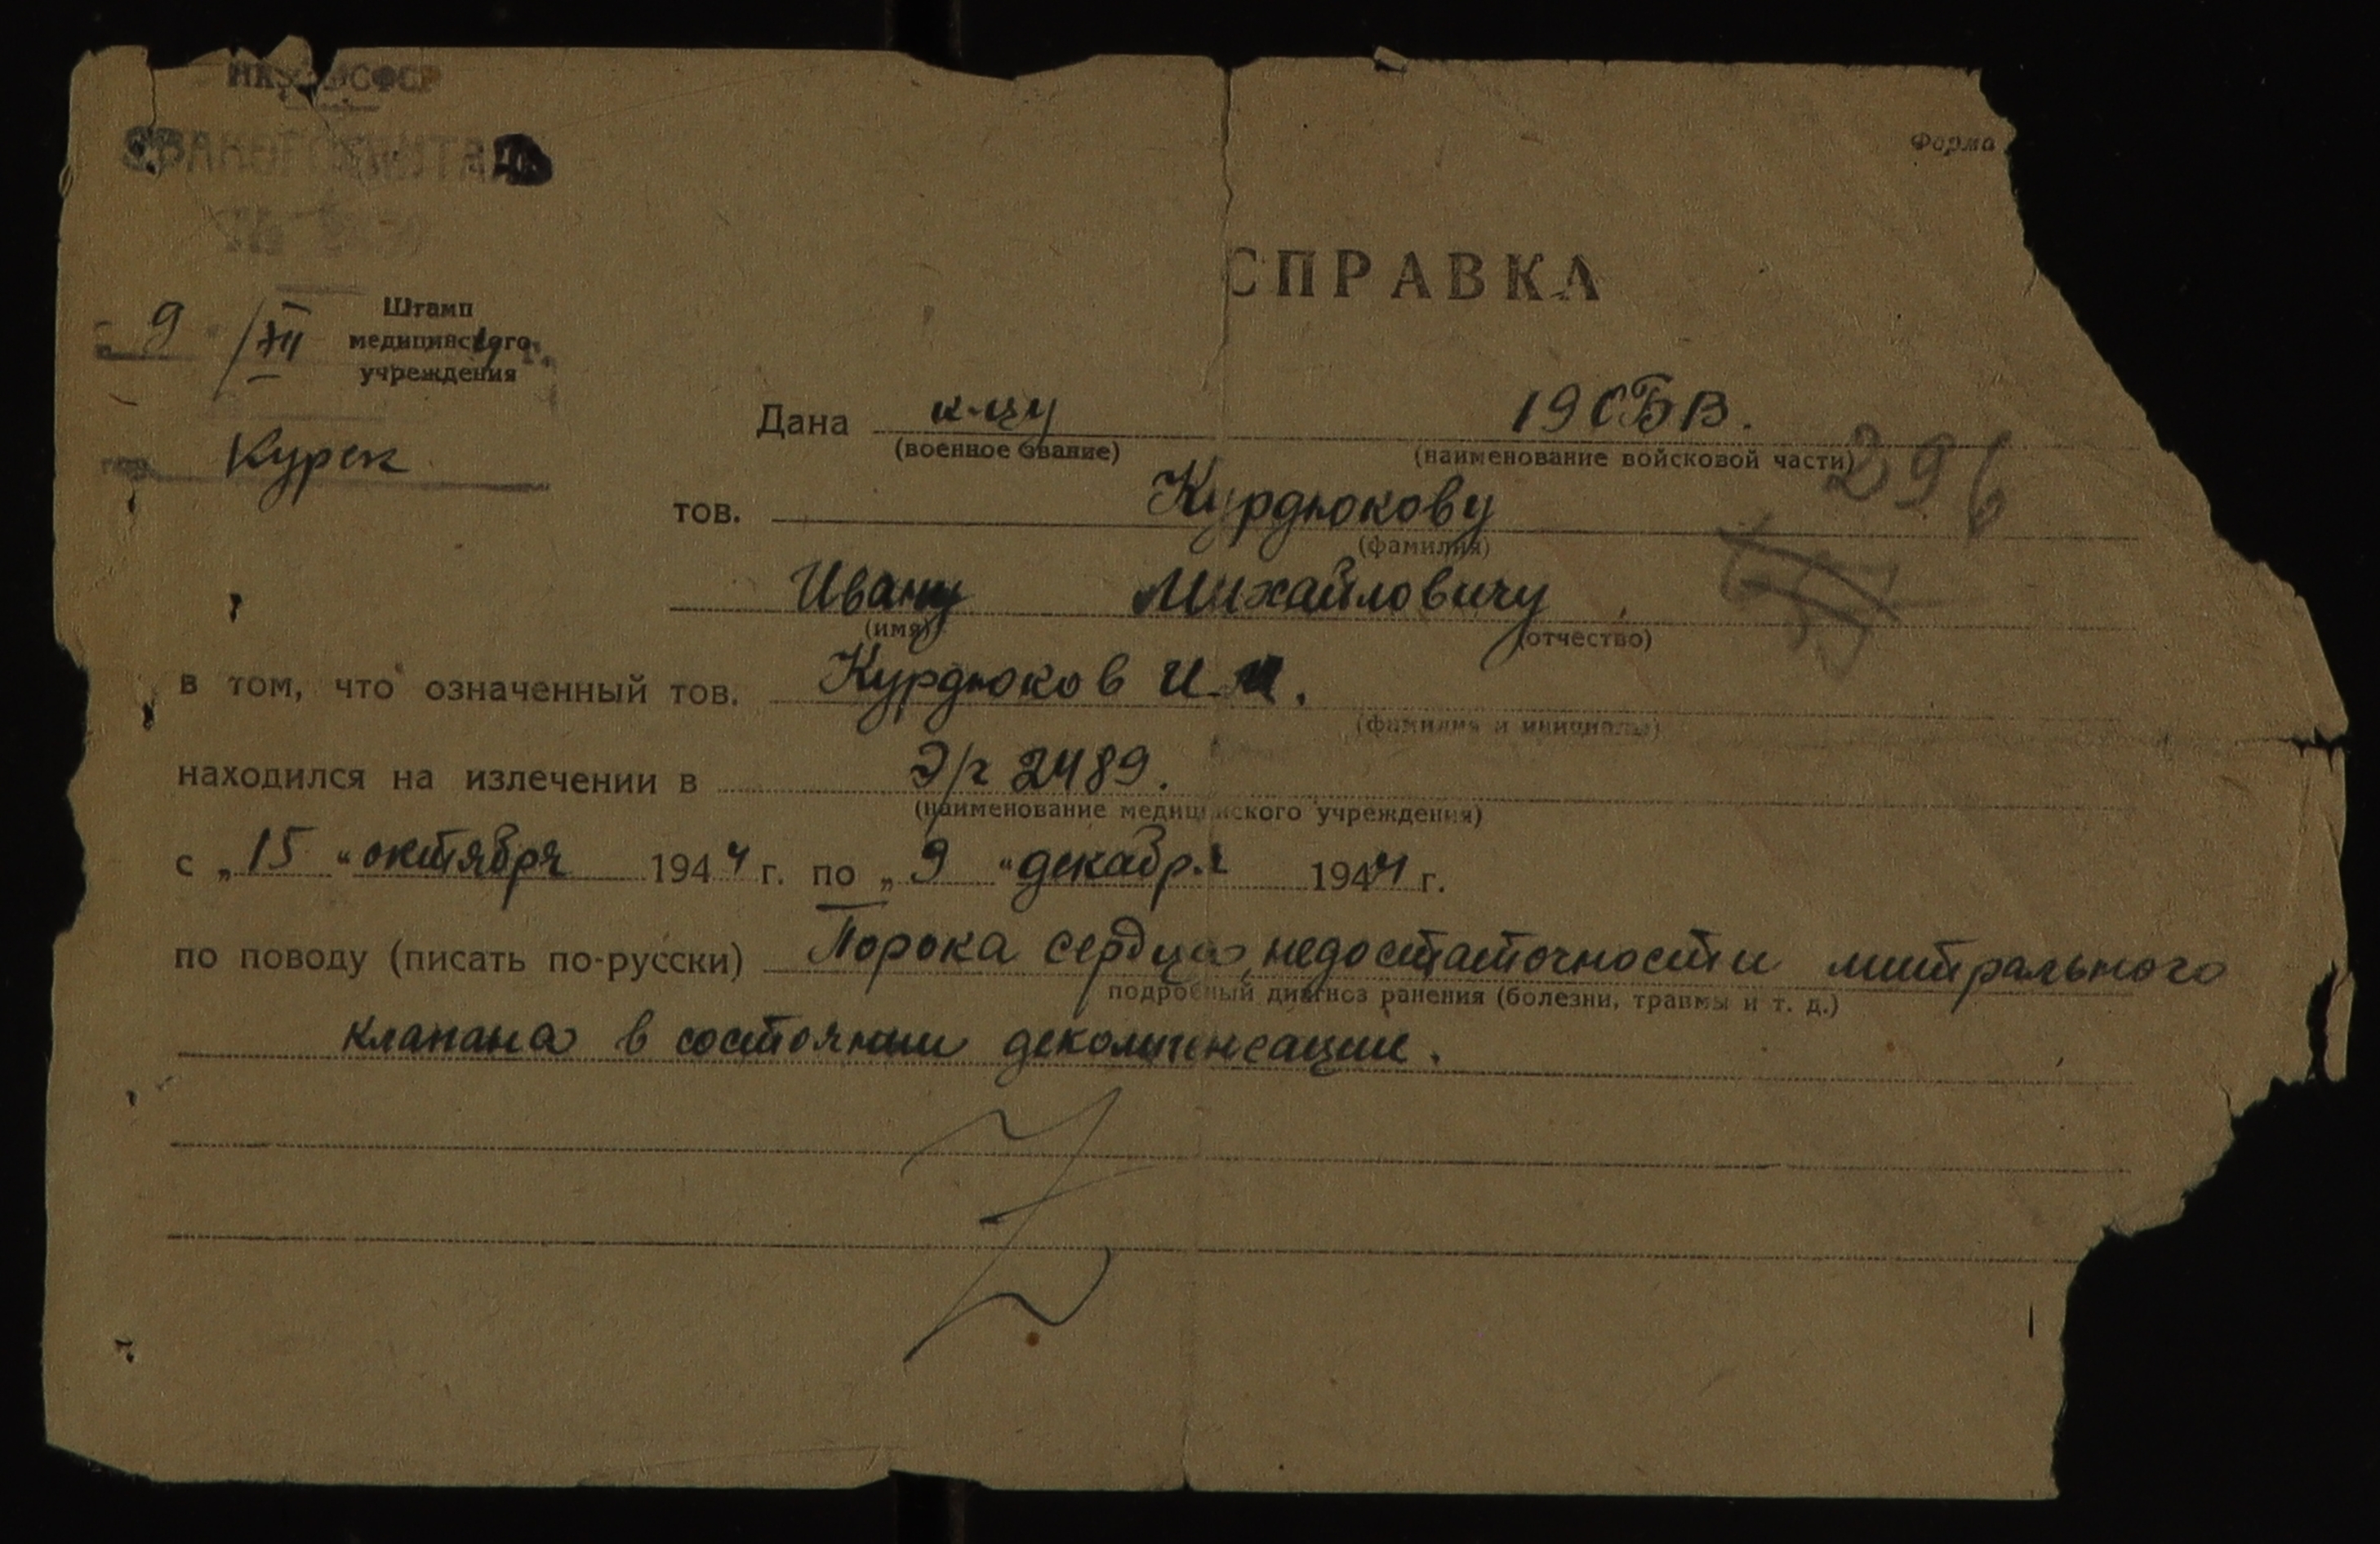 НКЗ РСФСР
ЭВАКОГОСПИТАЛЬ
№
Форма
СПРАВКА
9 /XII
Штамп
медицинского
учреждения
Курск
Дана к-цу 19 СБВ.
(военное звание) (наименование войсковой части)
296
тов. Курдюкову
(фамилия)
Ивану Михайловичу
(имя) (отчество)
в том, что означенный тов. Курдюков И.М.
(фамилия и инициалы)
находился на излечении в Э/г 2489.
(наименование медицинского учреждения)
с „15“ октября 1944 г. по „9“ декабря 1944 г.
по поводу (писать по-русски) Порока сердца, недостаточности митрального
подробный диагноз ранения (болезни, травмы и т. д.)
клапана в состоянии декомпенсации.